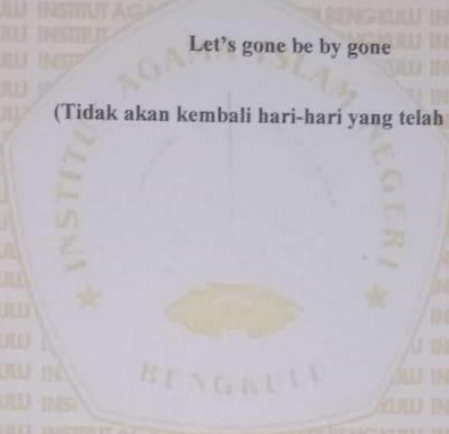 Let’s gone be by gone
(Tidak akan kembali hari-hari yang telah
INSTITUT AGAMA ISLAM NEGERI
BENGKULU